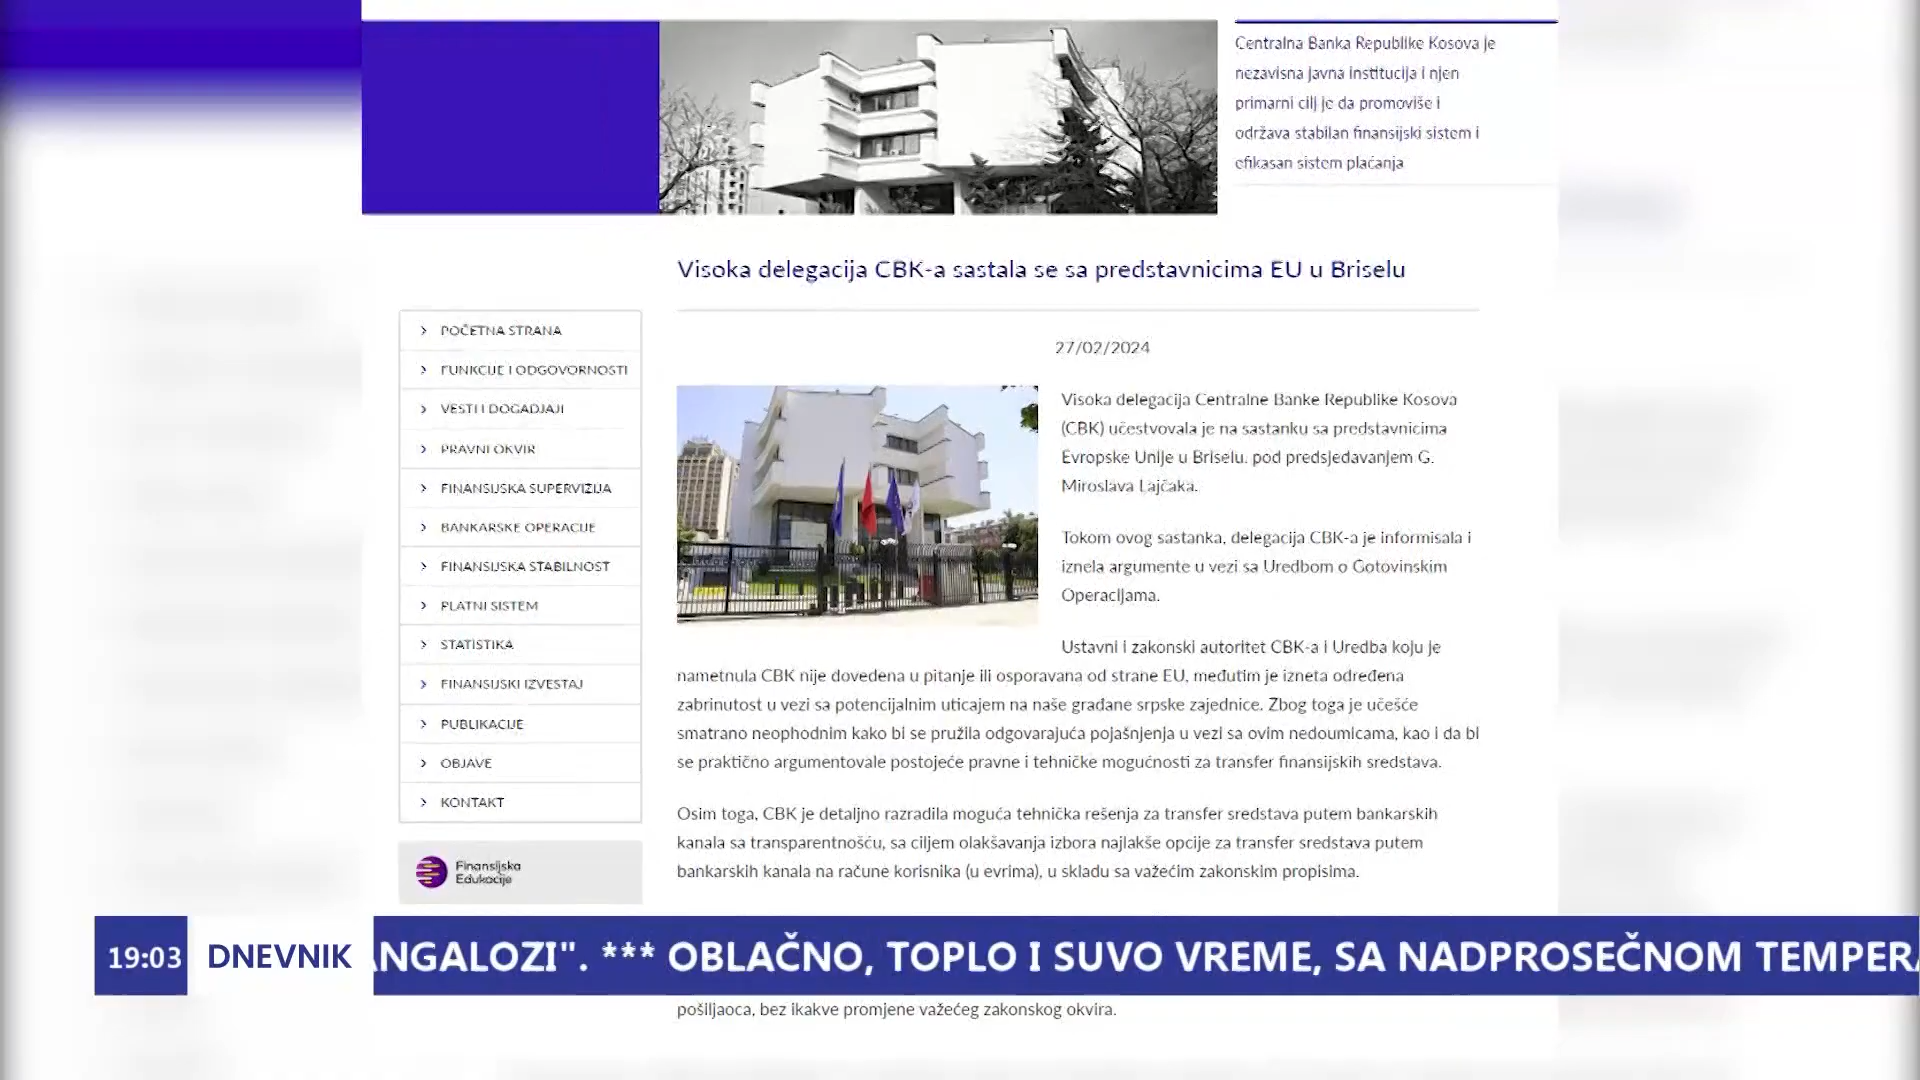 Centralna Banka Republike Kosova je
nezavisna javna institucija i njen
primarni cilj je da promoviše i
održava stabilan finansijski sistem i
efikasan sistem plaćanja
Visoka delegacija CBK-a sastala se sa predstavnicima EU u Briselu
POČETNA STRANA
FUNKCIJE I ODGOVORNOSTI
VESTI I DOGADJAJI
PRAVNI OKVIR
FINANSIJSKA SUPERVIZIJA
BANKARSKE OPERACIJE
FINANSIJSKA STABILNOST
PLATNI SISTEM
STATISTIKA
FINANSIJSKI IZVESTAJ
PUBLIKACIJE
OBJAVE
KONTAKT
Finansijska
Edukacije
27/02/2024
Visoka delegacija Centralne Banke Republike Kosova
(CBK) učestvovala je na sastanku sa predstavnicima
Evropske Unije u Briselu, pod predsjedavanjem G.
Miroslava Lajčaka.
Tokom ovog sastanka, delegacija CBK-a je informisala i
iznela argumente u vezi sa Uredbom o Gotovinskim
Operacijama.
Ustavni i zakonski autoritet CBK-a i Uredba koju je
nametnula CBK nije dovedena u pitanje ili osporavana od strane EU, međutim je izneta određena
zabrinutost u vezi sa potencijalnim uticajem na naše građane srpske zajednice. Zbog toga je učešće
smatrano neophodnim kako bi se pružila odgovarajuća pojašnjenja u vezi sa ovim nedoumicama, kao i da bi
se praktično argumentovale postojeće pravne i tehničke mogućnosti za transfer finansijskih sredstava.
Osim toga, CBK je detaljno razradila moguća tehnička rešenja za transfer sredstava putem bankarskih
kanala sa transparentnošću, sa ciljem olakšavanja izbora najlakše opcije za transfer sredstava putem
bankarskih kanala na račune korisnika (u evrima), u skladu sa važećim zakonskim propisima.
19:03 DNEVNIK ANGALOZI". *** OBLAČNO, TOPLO I SUVO VREME, SA NADPROSEČNOM TEMPERA
pošiljaoca, bez ikakve promjene važećeg zakonskog okvira.